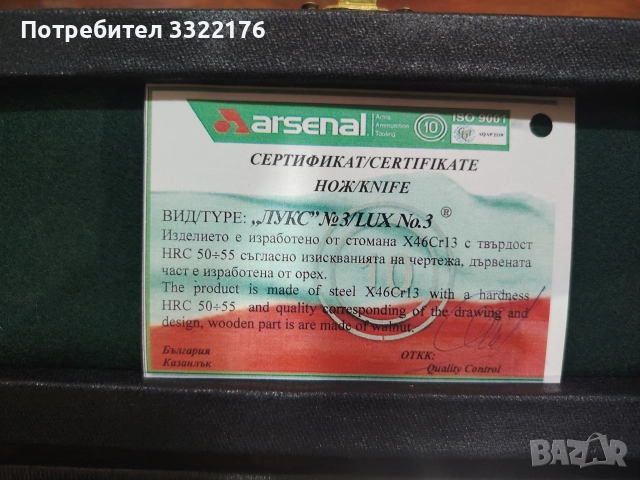 Потребител 3322176
arsenal
Arms
Ammunition
Tooling
10
ISO 9001
СЕРТИФИКАТ/CERTIFIKATE
НОЖ/KNIFE
ВИД/TYPE: „ЛУКС” №3/LUX No.3 ®
Изделието е изработено от стомана X46Cr13 с твърдост
HRC 50÷55 съгласно изискванията на чертежа, дървената
част е изработена от орех.
The product is made of steel X46Cr13 with a hardness
HRC 50÷55 and quality corresponding of the drawing and
design, wooden part is are made of walnut.
България
Казанлък
ОТКК:
Quality Control
BAZAR